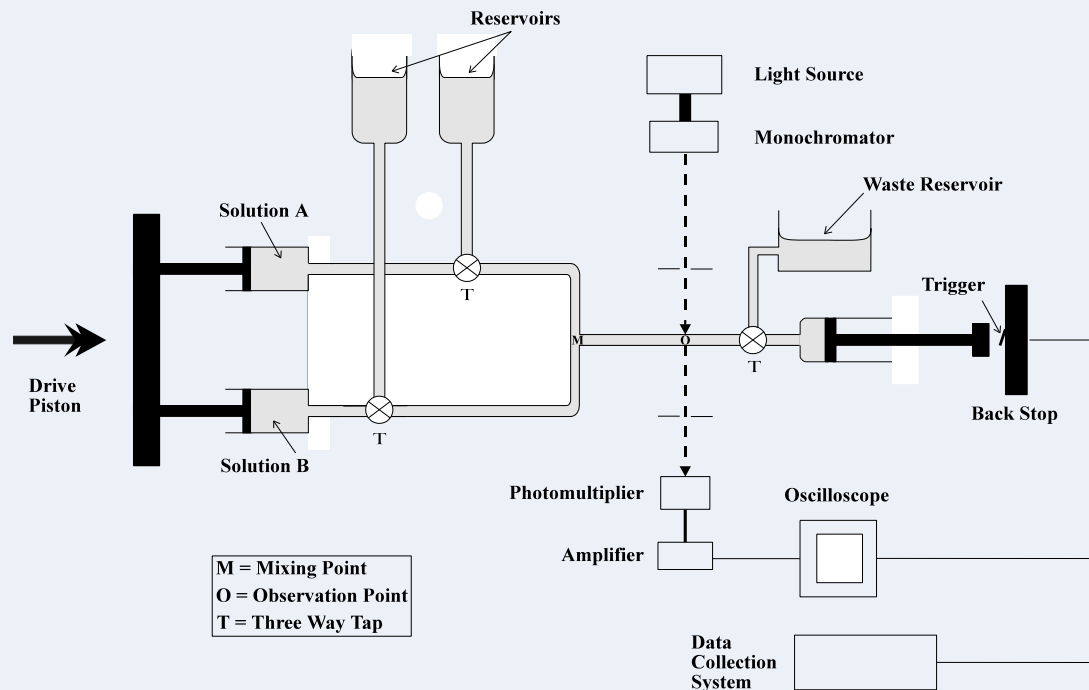 Reservoirs
Light Source
Monochromator
Waste Reservoir
Solution A
Trigger
T
M
O
T
Drive
Piston
Back Stop
T
Solution B
Photomultiplier
Oscilloscope
Amplifier
M = Mixing Point
O = Observation Point
T = Three Way Tap
Data
Collection
System